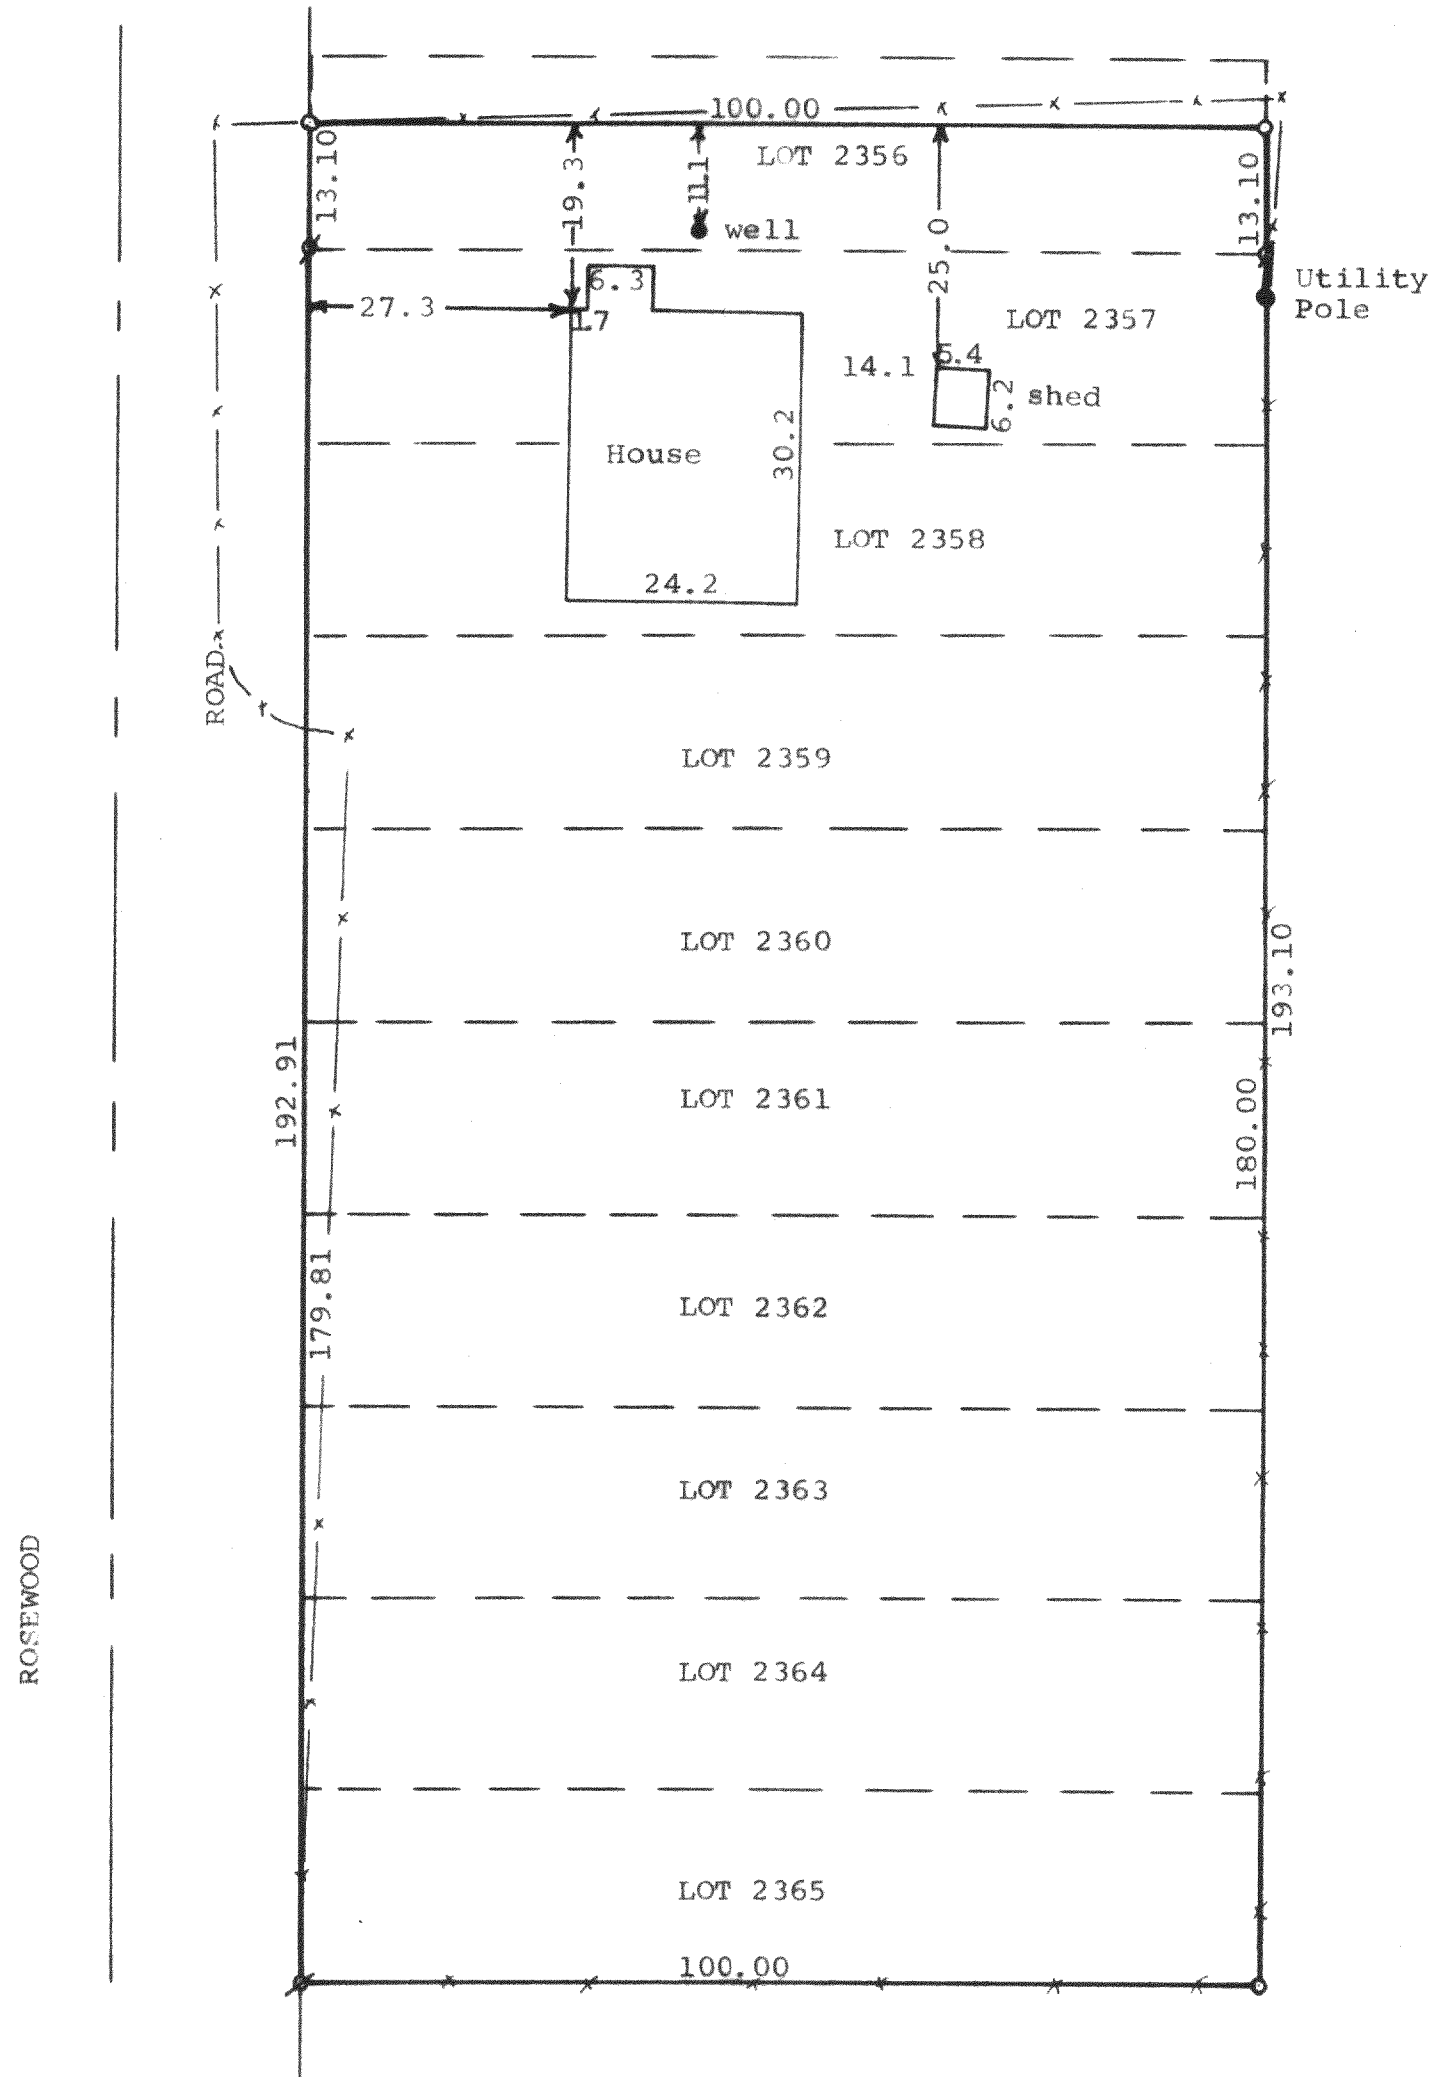 100.00
13.10
19.3
11.1
LOT 2356
13.10
well
25.0
6.3
Utility
Pole
27.3
1.7
LOT 2357
14.1
5.4
6.2
shed
House
30.2
LOT 2358
24.2
ROAD
LOT 2359
LOT 2360
193.10
192.91
LOT 2361
180.00
179.81
LOT 2362
LOT 2363
ROSEWOOD
LOT 2364
LOT 2365
100.00